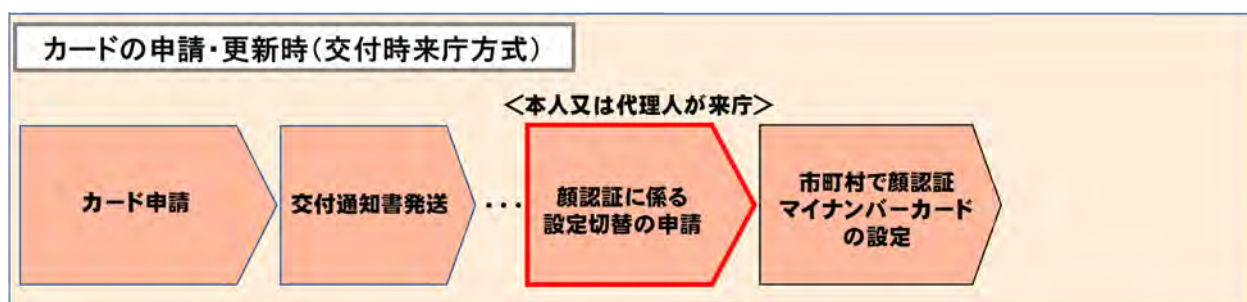 カードの申請・更新時(交付時来庁方式)
<本人又は代理人が来庁>
カード申請
交付通知書発送
・・・
顔認証に係る
設定切替の申請
市町村で顔認証
マイナンバーカード
の設定